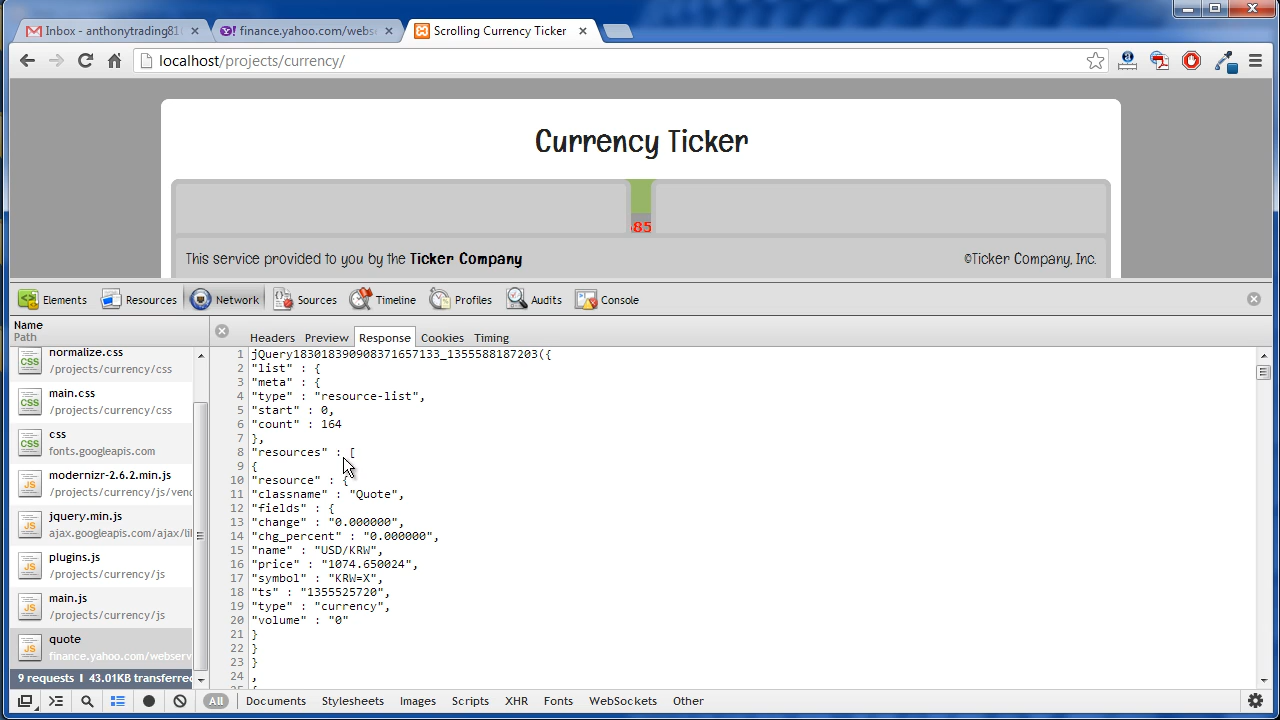 Inbox - anthonytrading81
finance.yahoo.com/webse
Scrolling Currency Ticker
localhost/projects/currency/
Currency Ticker
85
This service provided to you by the Ticker Company
©Ticker Company, Inc.
Elements
Resources
Network
Sources
Timeline
Profiles
Audits
Console
Name
Path
Headers
Preview
Response
Cookies
Timing
normalize.css
/projects/currency/css
main.css
/projects/currency/css
css
fonts.googleapis.com
modernizr-2.6.2.min.js
/projects/currency/js/venc
jquery.min.js
ajax.googleapis.com/ajax/lil
plugins.js
/projects/currency/js
main.js
/projects/currency/js
quote
finance.yahoo.com/webserv
9 requests | 43.01KB transferred
1 jQuery183018390908371657133_1355588187203({
2 "list" : {
3 "meta" : {
4 "type" : "resource-list",
5 "start" : 0,
6 "count" : 164
7 },
8 "resources" : [
9 {
10 "resource" : {
11 "classname" : "Quote",
12 "fields" : {
13 "change" : "0.000000",
14 "chg_percent" : "0.000000",
15 "name" : "USD/KRW",
16 "price" : "1074.650024",
17 "symbol" : "KRW=X",
18 "ts" : "1355525720",
19 "type" : "currency",
20 "volume" : "0"
21 }
22 }
23 }
24 ,
All
Documents
Stylesheets
Images
Scripts
XHR
Fonts
WebSockets
Other